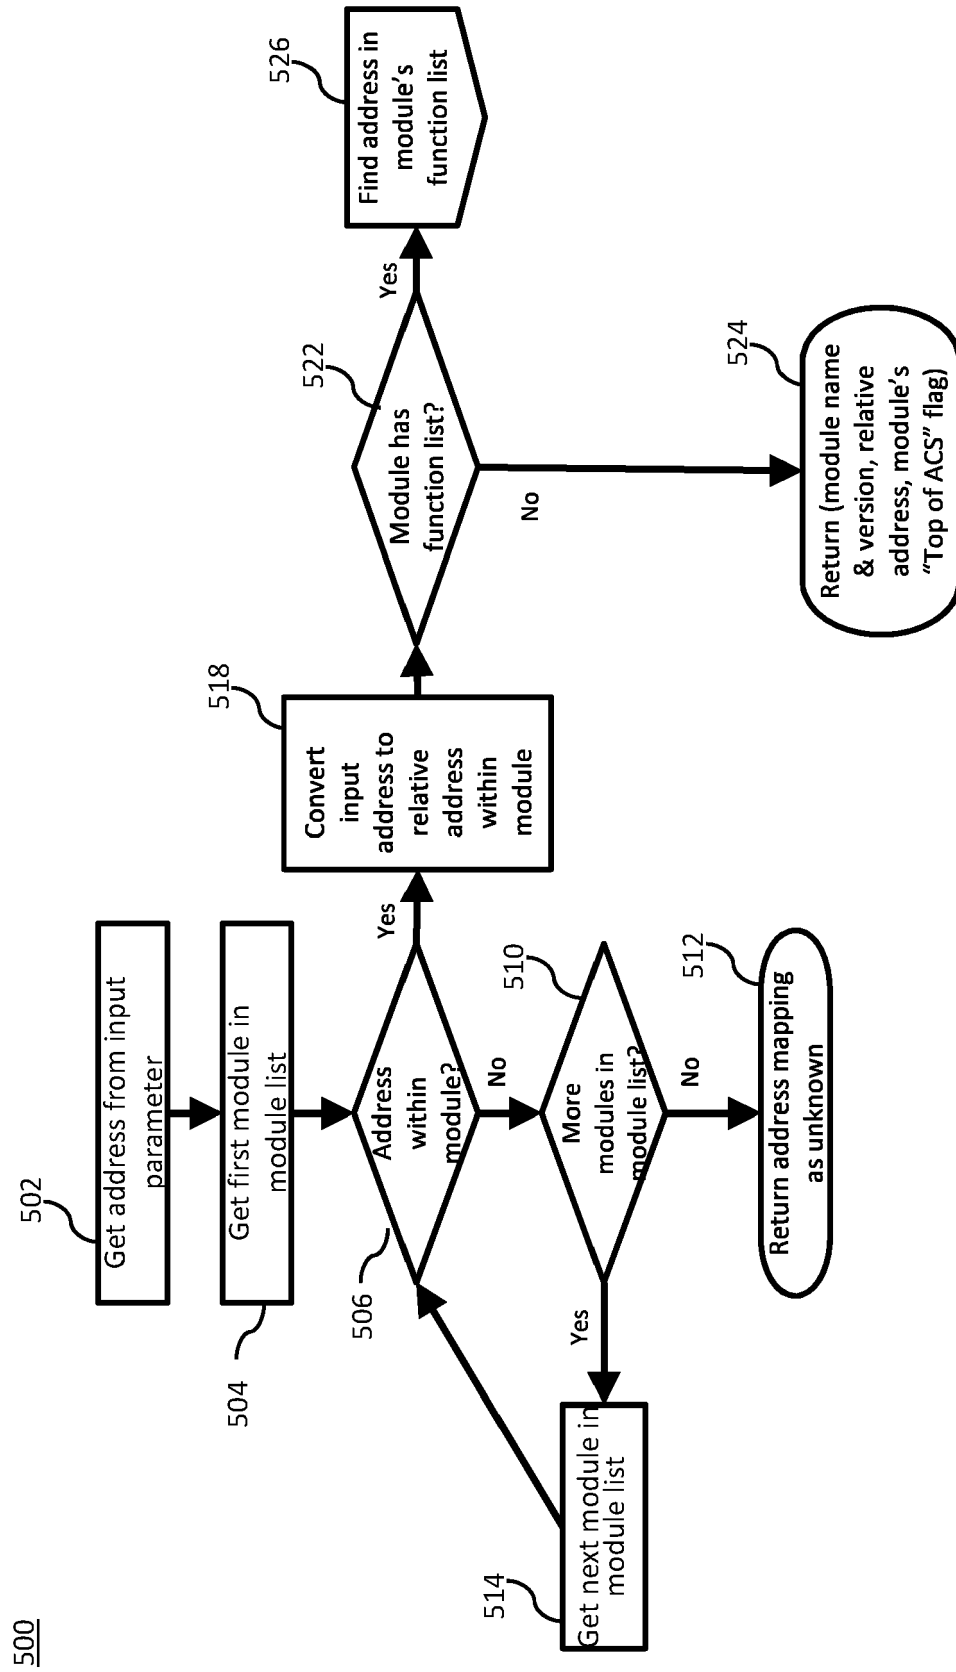 500
502
Get address from input
parameter
504
Get first module in
module list
506
Address
within
module?
Yes
No
510
More
modules in
module list?
Yes
No
512
Return address mapping
as unknown
514
Get next module in
module list
518
Convert
input
address to
relative
address
within
module
522
Module has
function list?
Yes
No
524
Return (module name
& version, relative
address, module’s
“Top of ACS” flag)
526
Find address in
module’s
function list